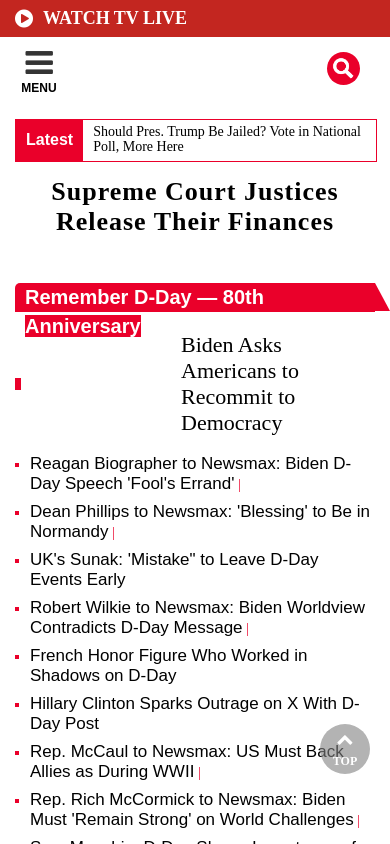 WATCH TV LIVE
MENU
Latest
Should Pres. Trump Be Jailed? Vote in National
Poll, More Here
Supreme Court Justices
Release Their Finances
Remember D-Day — 80th
Anniversary
Biden Asks
Americans to
Recommit to
Democracy
Reagan Biographer to Newsmax: Biden D-
Day Speech 'Fool's Errand' |
Dean Phillips to Newsmax: 'Blessing' to Be in
Normandy |
UK's Sunak: 'Mistake" to Leave D-Day
Events Early
Robert Wilkie to Newsmax: Biden Worldview
Contradicts D-Day Message |
French Honor Figure Who Worked in
Shadows on D-Day
Hillary Clinton Sparks Outrage on X With D-
Day Post
Rep. McCaul to Newsmax: US Must Back
Allies as During WWII |
TOP
Rep. Rich McCormick to Newsmax: Biden
Must 'Remain Strong' on World Challenges |